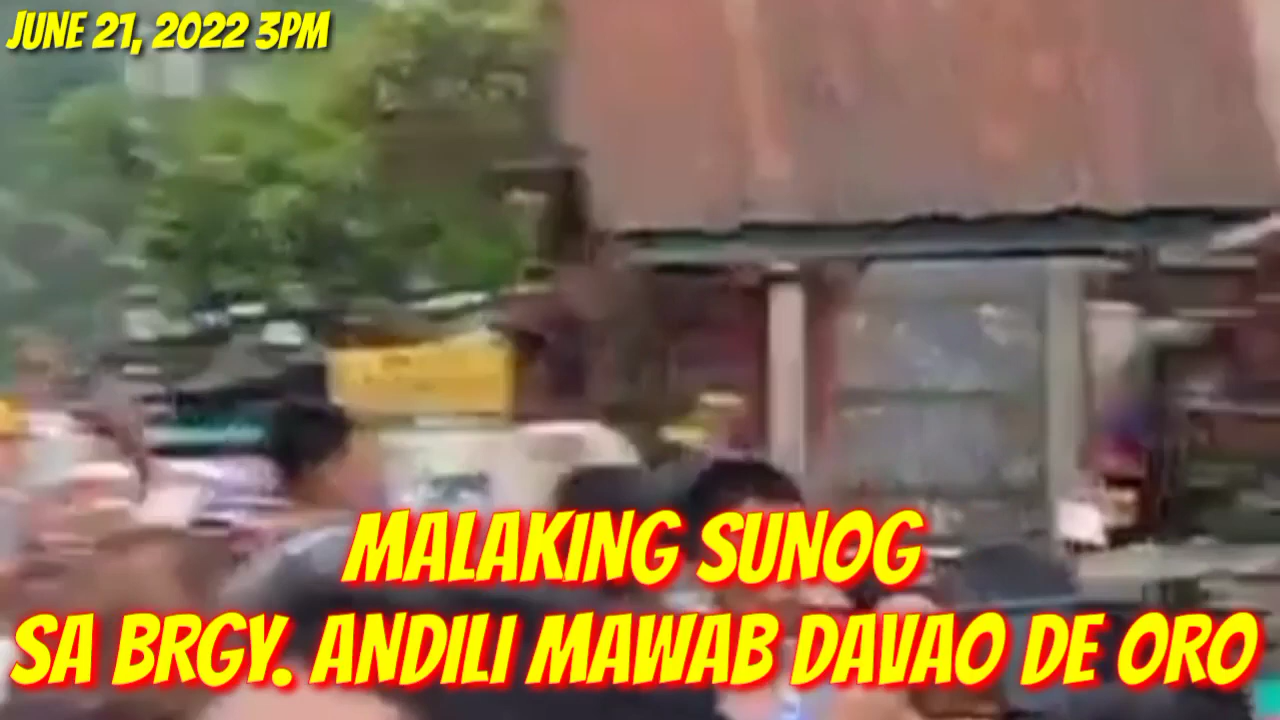 JUNE 21, 2022 3PM
MALAKING SUNOG
SA BRGY. ANDILI MAWAB DAVAO DE ORO